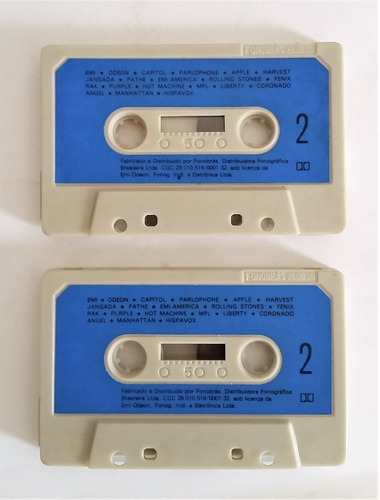 EMI ★ ODEON ★ CAPITOL ★ PARLOPHONE ★ APPLE ★ HARVEST
JANGADA ★ PATHE ★ EMI AMERICA ★ ROLLING STONES ★ FENIX
RAK ★ PURPLE ★ HOT MACHINE ★ MPL ★ LIBERTY ★ CORONADO
ANGEL ★ MANHATTAN ★ HISPAVOX
2
0 50 0
Fabricado e Distribuído por Fonobrás. Distribuidora Fonográfica
Brasileira Ltda. CGC 29.010.519/0001-32, sob licença da
Emi-Odeon, Fonog. Ind. e Eletrônica Ltda.
EMI ★ ODEON ★ CAPITOL ★ PARLOPHONE ★ APPLE ★ HARVEST
JANGADA ★ PATHE ★ EMI AMERICA ★ ROLLING STONES ★ FENIX
RAK ★ PURPLE ★ HOT MACHINE ★ MPL ★ LIBERTY ★ CORONADO
ANGEL ★ MANHATTAN ★ HISPAVOX
2
0 50 0
Fabricado e Distribuído por Fonobrás. Distribuidora Fonográfica
Brasileira Ltda. CGC 29.010.519/0001-32, sob licença da
Emi-Odeon, Fonog. Ind. e Eletrônica Ltda.